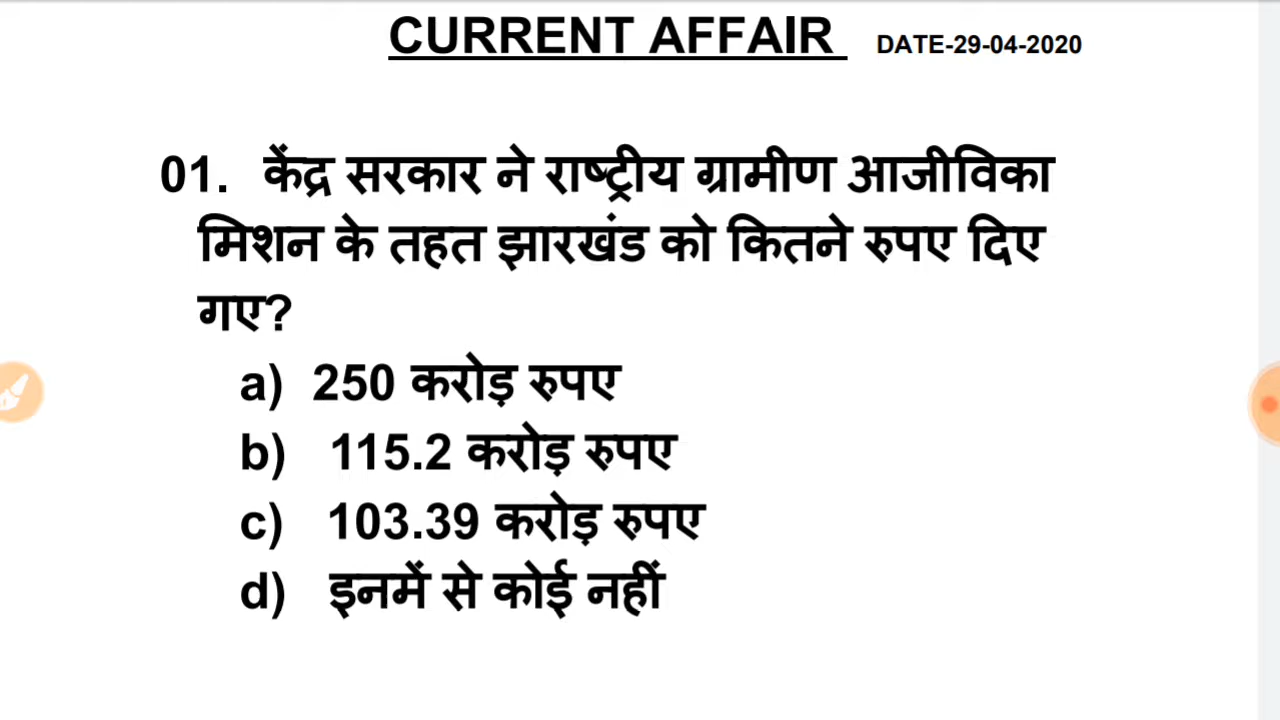 CURRENT AFFAIR DATE-29-04-2020
01. केंद्र सरकार ने राष्ट्रीय ग्रामीण आजीविका
मिशन के तहत झारखंड को कितने रुपए दिए
गए?
a) 250 करोड़ रुपए
b) 115.2 करोड़ रुपए
c) 103.39 करोड़ रुपए
d) इनमें से कोई नहीं